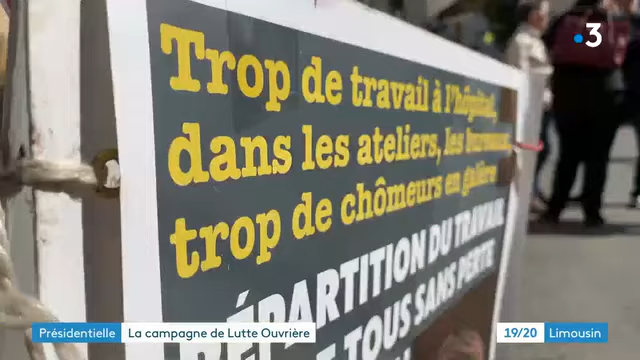 3
Trop de travail à l'hôpital,
dans les ateliers, les bureaux,
trop de chômeurs en galère
RÉPARTITION DU TRAVAIL
TOUS SANS PERTE
Présidentielle La campagne de Lutte Ouvrière 19/20 Limousin